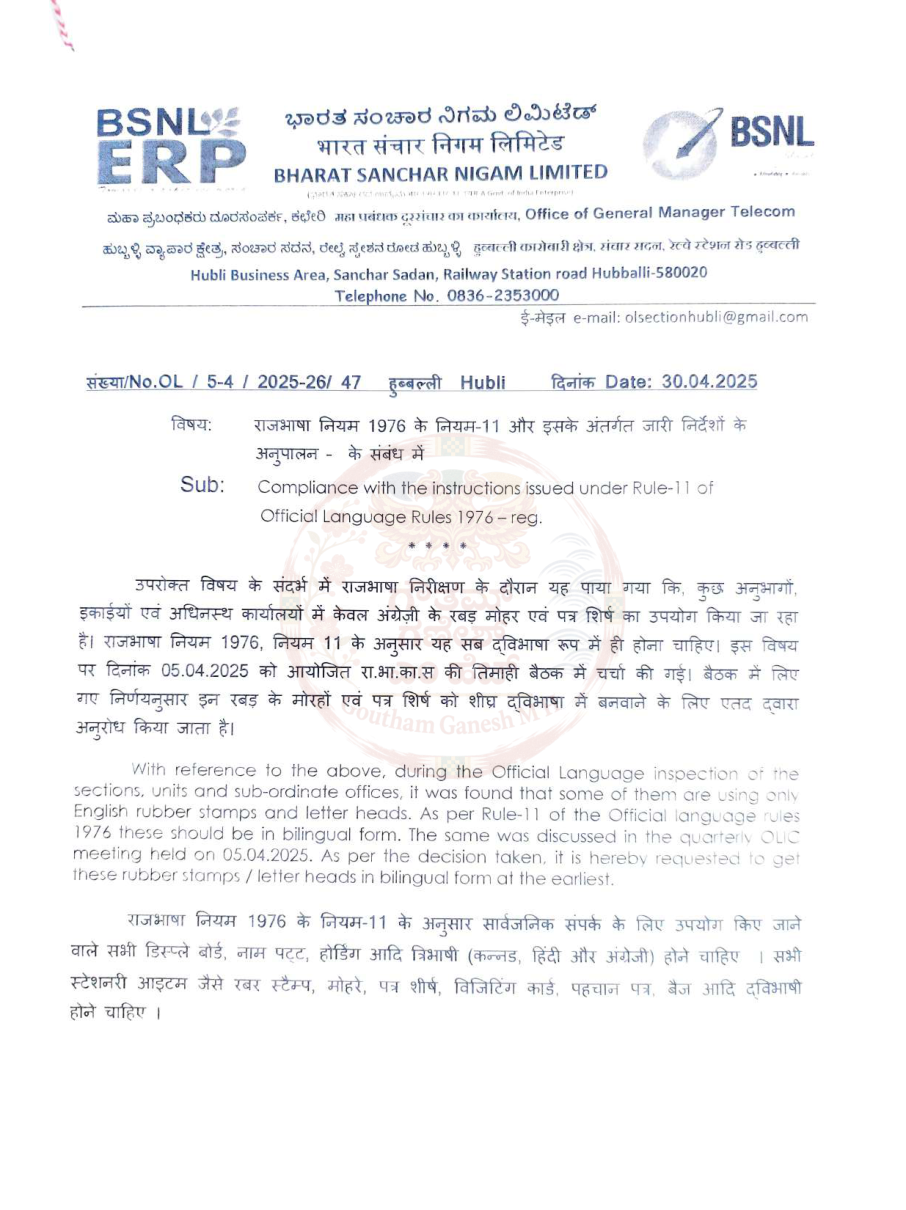 BSNL
ERP
ಭಾರತ ಸಂಚಾರ ನಿಗಮ ಲಿಮಿಟೆಡ್
भारत संचार निगम लिमिटेड
BHARAT SANCHAR NIGAM LIMITED
BSNL
ಮಹಾ ಪ್ರಬಂಧಕರು ದೂರಸಂಪರ್ಕ, ಕಛೇರಿ महा प्रबंधक दूरसंचार का कार्यालय, Office of General Manager Telecom
ಹುಬ್ಬಳ್ಳಿ ವ್ಯಾಪಾರ ಕ್ಷೇತ್ರ, ಸಂಚಾರ ಸದನ, ರೇಲ್ವೆ ಸ್ಟೇಶನ ರೋಡ ಹುಬ್ಬಳ್ಳಿ हुब्बल्ली कारोबारी क्षेत्र, संचार सदन, रेल्वे स्टेशन रोड हुब्बल्ली
Hubli Business Area, Sanchar Sadan, Railway Station road Hubballi-580020
Telephone No. 0836-2353000
ई-मेइल e-mail: olsectionhubli@gmail.com
संख्या/No.OL / 5-4 / 2025-26/ 47 हुब्बल्ली Hubli दिनांक Date: 30.04.2025
विषय: राजभाषा नियम 1976 के नियम-11 और इसके अंतर्गत जारी निर्देशों के
अनुपालन - के संबंध में
Sub: Compliance with the instructions issued under Rule-11 of
Official Language Rules 1976 – reg.
* * * *
उपरोक्त विषय के संदर्भ में राजभाषा निरीक्षण के दौरान यह पाया गया कि, कुछ अनुभागों,
इकाईयों एवं अधिनस्थ कार्यालयों में केवल अंग्रेज़ी के रबड़ मोहर एवं पत्र शिर्ष का उपयोग किया जा रहा
है। राजभाषा नियम 1976, नियम 11 के अनुसार यह सब द्विभाषा रूप में ही होना चाहिए। इस विषय
पर दिनांक 05.04.2025 को आयोजित रा.भा.का.स की तिमाही बैठक में चर्चा की गई। बैठक में लिए
गए निर्णयनुसार इन रबड़ के मोरहों एवं पत्र शिर्ष को शीघ्र द्विभाषा में बनवाने के लिए एतद द्वारा
अनुरोध किया जाता है।
Goutham Ganesh M H
With reference to the above, during the Official Language inspection of the
sections, units and sub-ordinate offices, it was found that some of them are using only
English rubber stamps and letter heads. As per Rule-11 of the Official language rules
1976 these should be in bilingual form. The same was discussed in the quarterly OLIC
meeting held on 05.04.2025. As per the decision taken, it is hereby requested to get
these rubber stamps / letter heads in bilingual form at the earliest.
राजभाषा नियम 1976 के नियम-11 के अनुसार सार्वजनिक संपर्क के लिए उपयोग किए जाने
वाले सभी डिस्प्ले बोर्ड, नाम पट्ट, होर्डिंग आदि त्रिभाषी (कन्नड, हिंदी और अंग्रेजी) होने चाहिए । सभी
स्टेशनरी आइटम जैसे रबर स्टैम्प, मोहरे, पत्र शीर्ष, विजिटिंग कार्ड, पहचान पत्र, बैज आदि द्विभाषी
होने चाहिए ।